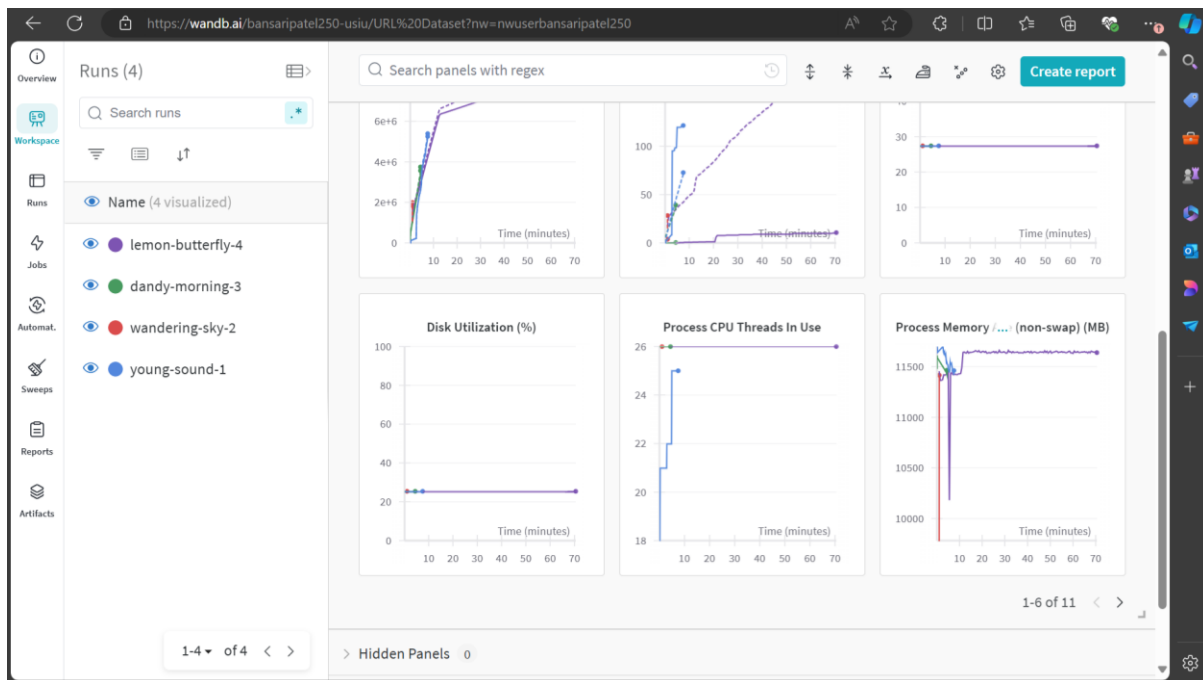 https://wandb.ai/bansaripatel250-usiu/URL%20Dataset?nw=nwuserbansaripatel250
Overview
Workspace
Runs
Jobs
Automat.
Sweeps
Reports
Artifacts
Runs (4)
Search runs
.*
Name (4 visualized)
lemon-butterfly-4
dandy-morning-3
wandering-sky-2
young-sound-1
1-4 of 4
Search panels with regex
Create report
6e+6
4e+6
2e+6
0
Time (minutes)
10 20 30 40 50 60 70
100
50
0
Time (minutes)
10 20 30 40 50 60 70
30
20
10
0
Time (minutes)
10 20 30 40 50 60 70
Disk Utilization (%)
100
80
60
40
20
0
Time (minutes)
10 20 30 40 50 60 70
Process CPU Threads In Use
26
24
22
20
18
Time (minutes)
10 20 30 40 50 60 70
Process Memory ... (non-swap) (MB)
11500
11000
10500
10000
Time (minutes)
10 20 30 40 50 60 70
1-6 of 11
Hidden Panels 0